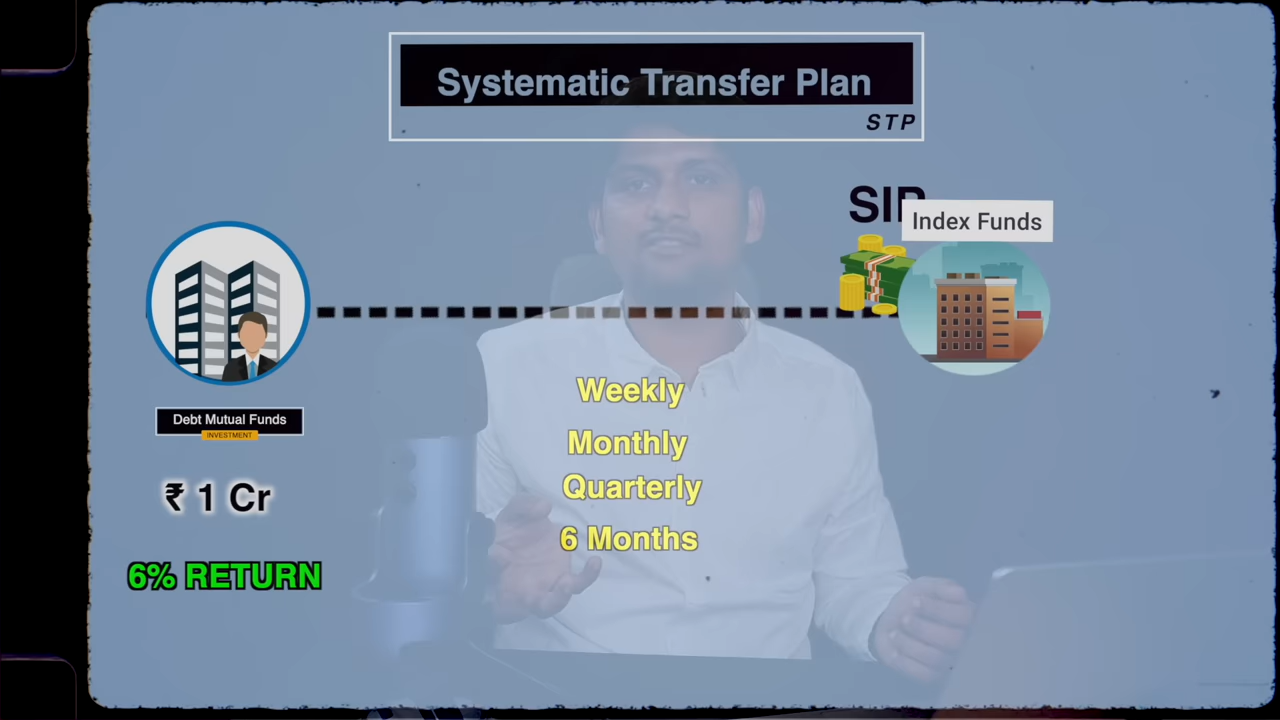 Systematic Transfer Plan
STP
SIP
Index Funds
Debt Mutual Funds
INVESTMENT
₹ 1 Cr
6% RETURN
Weekly
Monthly
Quarterly
6 Months